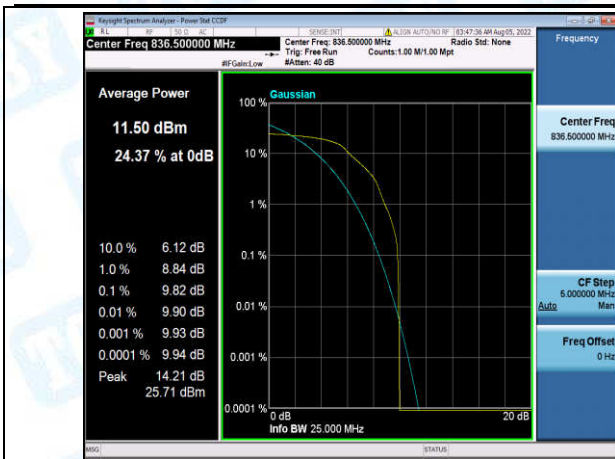 Keysight Spectrum Analyzer - Power Stat CCDF
RL RF 50 Ω AC SENSE:INT ALIGN AUTO/NO RF 03:47:36 AM Aug 05, 2022
Center Freq 836.500000 MHz
Center Freq: 836.500000 MHz Radio Std: None
Trig: Free Run Counts:1.00 M/1.00 Mpt
#IFGain:Low #Atten: 40 dB
Frequency
Average Power
11.50 dBm
24.37 % at 0dB
10.0 % 6.12 dB
1.0 % 8.84 dB
0.1 % 9.82 dB
0.01 % 9.90 dB
0.001 % 9.93 dB
0.0001 % 9.94 dB
Peak 14.21 dB
25.71 dBm
Gaussian
100 %
10 %
1 %
0.1 %
0.01 %
0.001 %
0.0001 %
0 dB 20 dB
Info BW 25.000 MHz
Center Freq
836.500000 MHz
CF Step
5.000000 MHz
Auto Man
Freq Offset
0 Hz
MSG STATUS